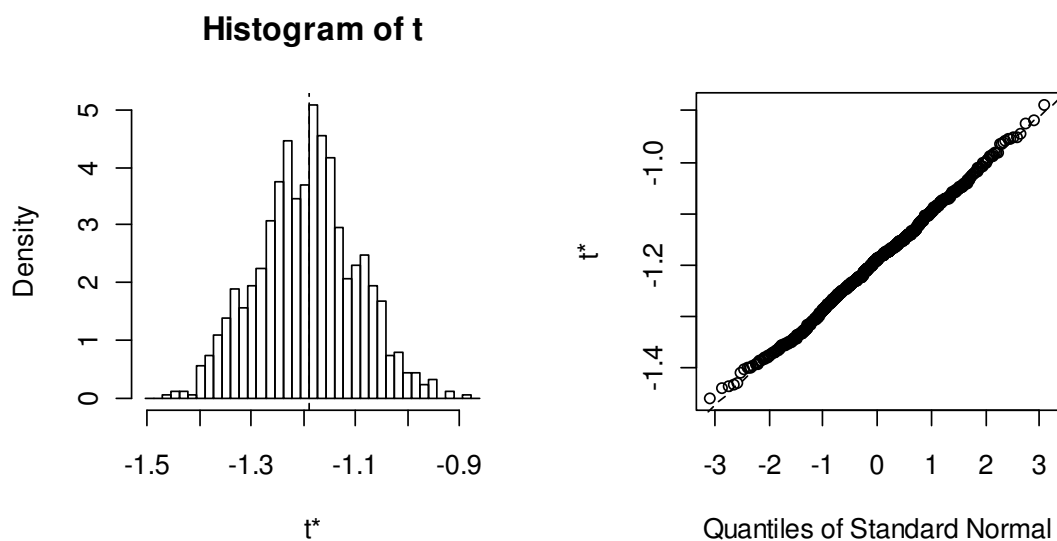 Histogram of t
Density
0 1 2 3 4 5
-1.5 -1.3 -1.1 -0.9
t*
t*
-1.4 -1.2 -1.0
-3 -2 -1 0 1 2 3
Quantiles of Standard Normal